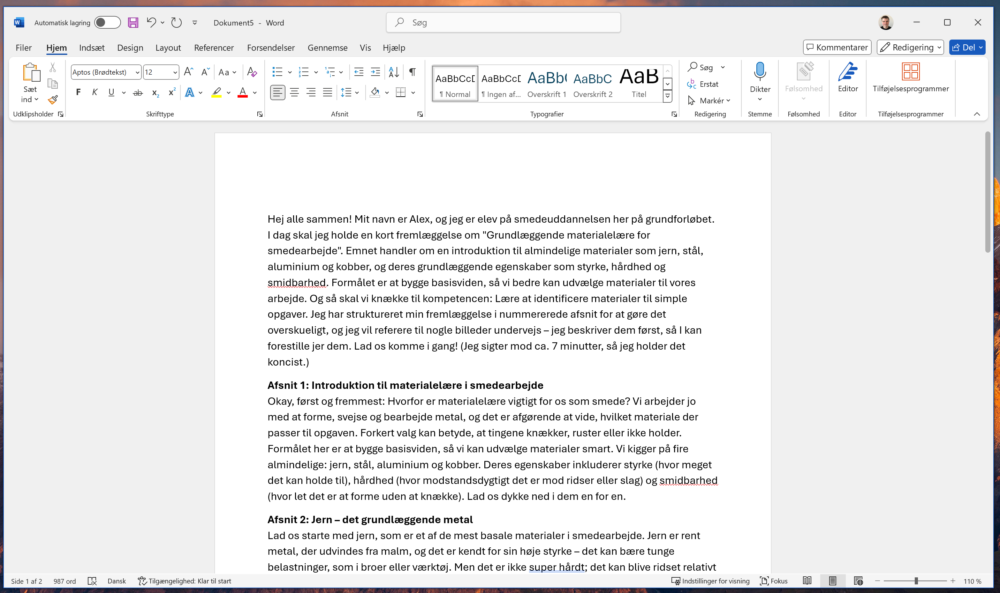 Automatisk lagring
Dokument5 - Word
Søg
Filer Hjem Indsæt Design Layout Referencer Forsendelser Gennemse Vis Hjælp
Kommentarer Redigering Del
Sæt ind
Udklipsholder
Aptos (Brødtekst) 12
Aa
F K U ab x2 x2 A A
Skrifttype
Afsnit
AaBbCcD AaBbCcD AaBb( AaBbC AaB
¶ Normal ¶ Ingen af... Overskrift 1 Overskrift 2 Titel
Typografier
Søg
Erstat
Markér
Redigering
Dikter
Stemme
Følsomhed
Følsomhed
Editor
Editor
Tilføjelsesprogrammer
Tilføjelsesprogrammer
Hej alle sammen! Mit navn er Alex, og jeg er elev på smedeuddannelsen her på grundforløbet.
I dag skal jeg holde en kort fremlæggelse om "Grundlæggende materialelære for
smedearbejde". Emnet handler om en introduktion til almindelige materialer som jern, stål,
aluminium og kobber, og deres grundlæggende egenskaber som styrke, hårdhed og
smidbarhed. Formålet er at bygge basisviden, så vi bedre kan udvælge materialer til vores
arbejde. Og så skal vi knække til kompetencen: Lære at identificere materialer til simple
opgaver. Jeg har struktureret min fremlæggelse i nummererede afsnit for at gøre det
overskueligt, og jeg vil referere til nogle billeder undervejs – jeg beskriver dem først, så I kan
forestille jer dem. Lad os komme i gang! (Jeg sigter mod ca. 7 minutter, så jeg holder det
koncist.)
Afsnit 1: Introduktion til materialelære i smedearbejde
Okay, først og fremmest: Hvorfor er materialelære vigtigt for os som smede? Vi arbejder jo
med at forme, svejse og bearbejde metal, og det er afgørende at vide, hvilket materiale der
passer til opgaven. Forkert valg kan betyde, at tingene knækker, ruster eller ikke holder.
Formålet her er at bygge basisviden, så vi kan udvælge materialer smart. Vi kigger på fire
almindelige: jern, stål, aluminium og kobber. Deres egenskaber inkluderer styrke (hvor meget
det kan holde til), hårdhed (hvor modstandsdygtigt det er mod ridser eller slag) og smidbarhed
(hvor let det er at forme uden at knække). Lad os dykke ned i dem en for en.
Afsnit 2: Jern – det grundlæggende metal
Lad os starte med jern, som er et af de mest basale materialer i smedearbejde. Jern er rent
metal, der udvindes fra malm, og det er kendt for sin høje styrke – det kan bære tunge
belastninger, som i broer eller værktøj. Men det er ikke super hårdt; det kan blive ridset relativt
Side 1 af 2 987 ord Dansk Tilgængelighed: Klar til start
Indstillinger for visning Fokus 110 %